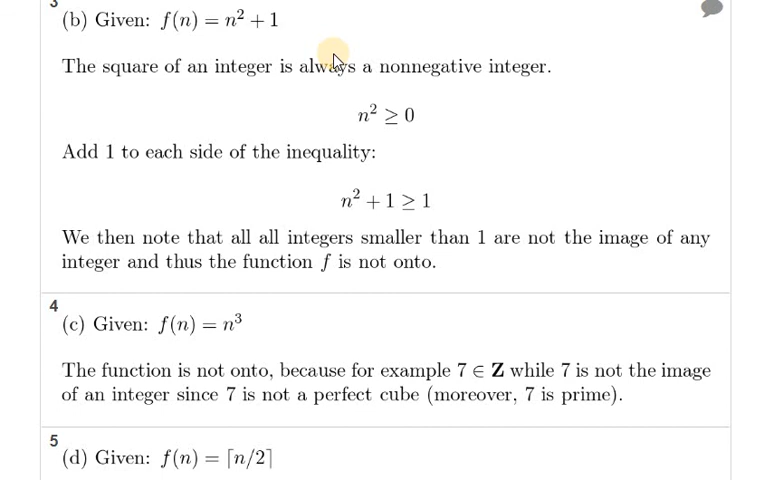 3
(b) Given: f(n) = n² + 1
The square of an integer is always a nonnegative integer.
n² ≥ 0
Add 1 to each side of the inequality:
n² + 1 ≥ 1
We then note that all all integers smaller than 1 are not the image of any
integer and thus the function f is not onto.
4
(c) Given: f(n) = n³
The function is not onto, because for example 7 ∈ Z while 7 is not the image
of an integer since 7 is not a perfect cube (moreover, 7 is prime).
5
(d) Given: f(n) = ⌈n/2⌉